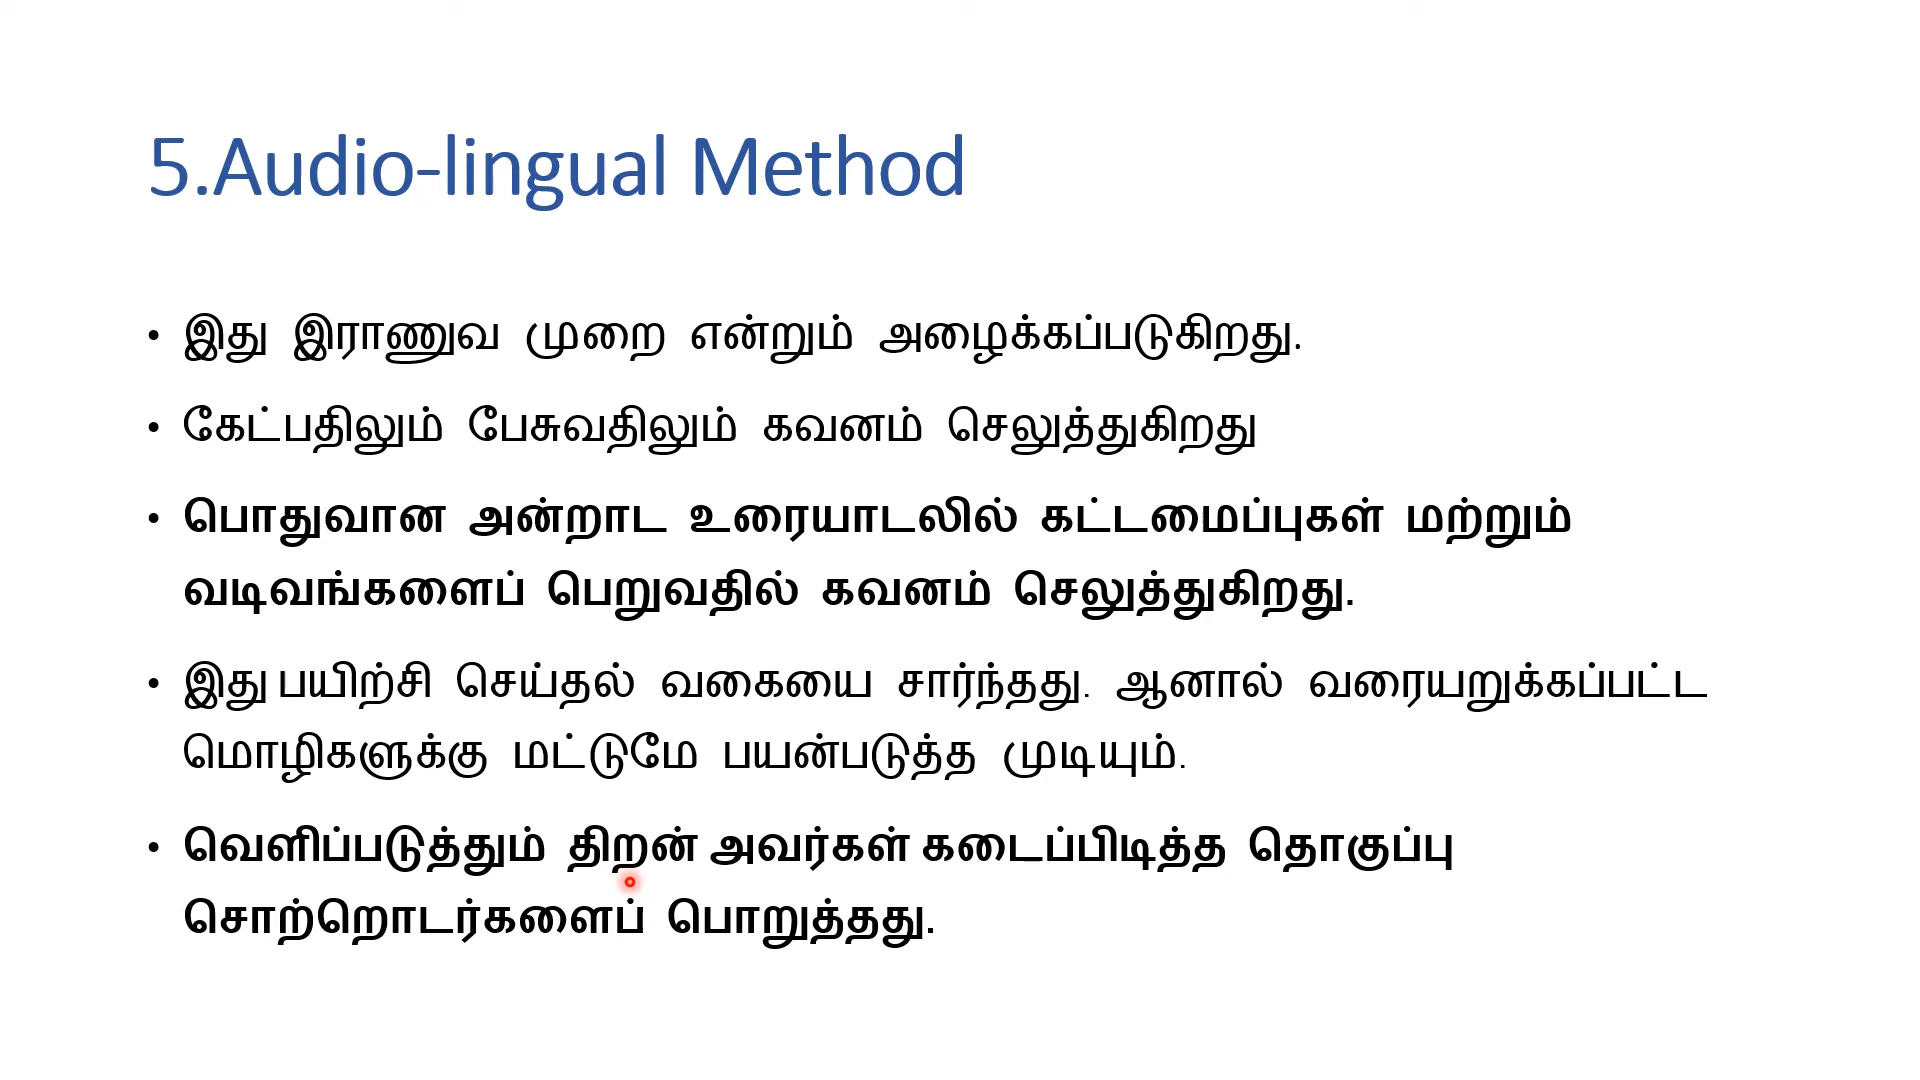 5.Audio-lingual Method
• இது இராணுவ முறை என்றும் அழைக்கப்படுகிறது.
• கேட்பதிலும் பேசுவதிலும் கவனம் செலுத்துகிறது
• பொதுவான அன்றாட உரையாடலில் கட்டமைப்புகள் மற்றும்
வடிவங்களைப் பெறுவதில் கவனம் செலுத்துகிறது.
• இது பயிற்சி செய்தல் வகையை சார்ந்தது. ஆனால் வரையறுக்கப்பட்ட
மொழிகளுக்கு மட்டுமே பயன்படுத்த முடியும்.
• வெளிப்படுத்தும் திறன் அவர்கள் கடைப்பிடித்த தொகுப்பு
சொற்றொடர்களைப் பொறுத்தது.